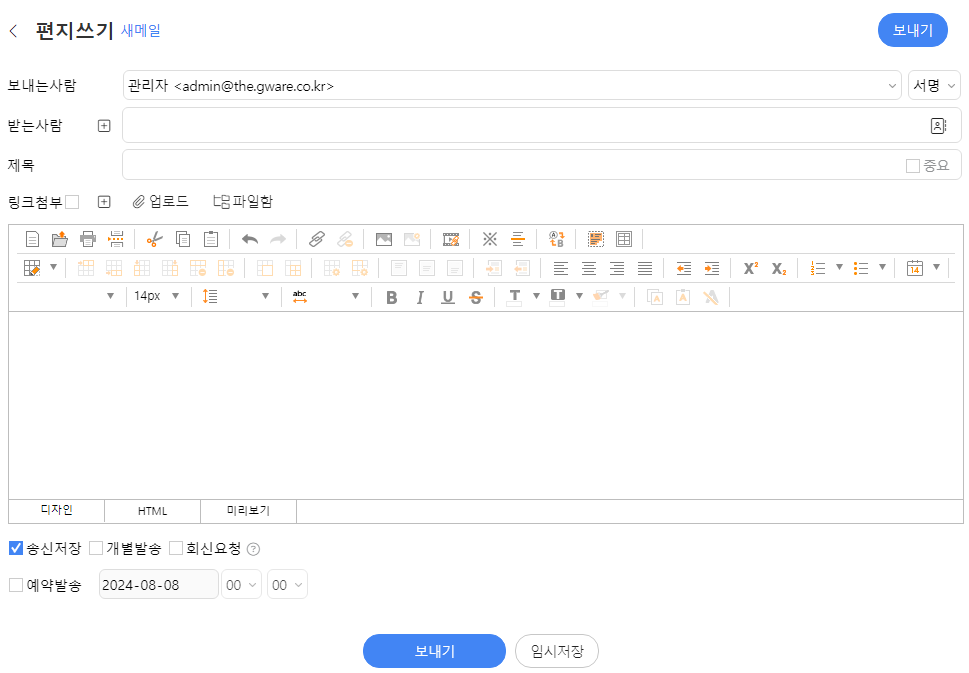 편지쓰기 새메일 보내기
보내는사람 관리자 <admin@the.gware.co.kr> 서명
받는사람
제목 중요
링크첨부 업로드 파일함
14
14px abc B I U S T T A A A
디자인 HTML 미리보기
송신저장 개별발송 회신요청 ?
예약발송 2024-08-08 00 00
보내기 임시저장